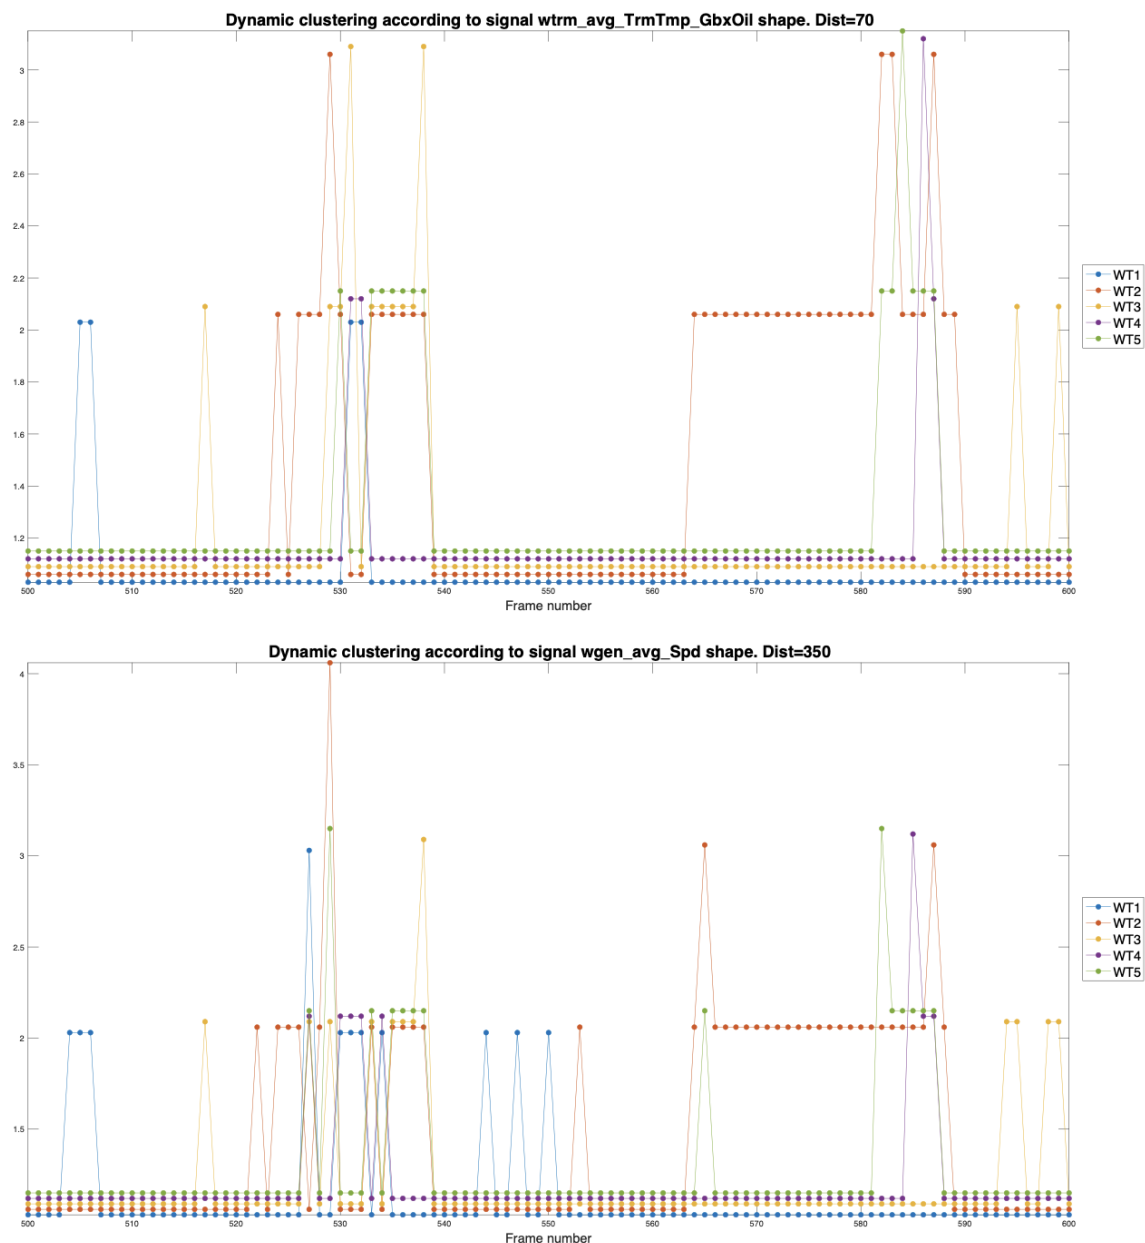 Dynamic clustering according to signal wtrm_avg_TrmTmp_GbxOil shape. Dist=70
3
2.8
2.6
2.4
2.2
2
1.8
1.6
1.4
1.2
500 510 520 530 540 550 560 570 580 590 600
Frame number
WT1
WT2
WT3
WT4
WT5
Dynamic clustering according to signal wgen_avg_Spd shape. Dist=350
4
3.5
3
2.5
2
1.5
500 510 520 530 540 550 560 570 580 590 600
Frame number
WT1
WT2
WT3
WT4
WT5